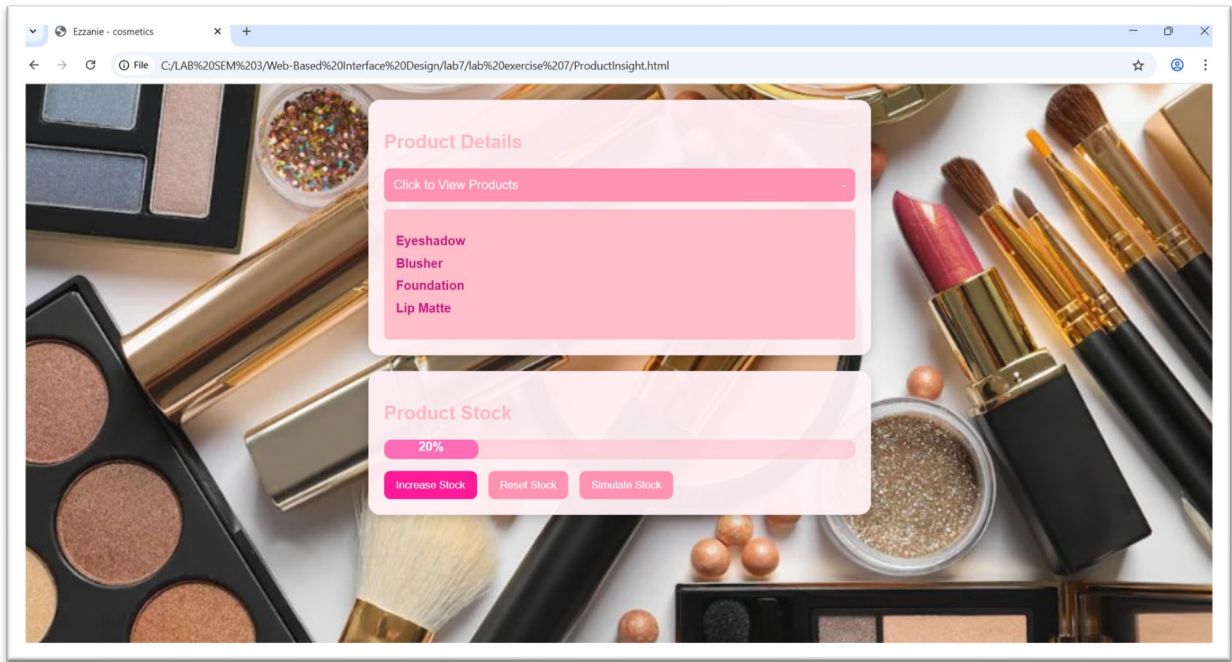 Ezzanie - cosmetics
File C:/LAB%20SEM%203/Web-Based%20Interface%20Design/lab7/lab%20exercise%207/ProductInsight.html
Product Details
Click to View Products -
Eyeshadow
Blusher
Foundation
Lip Matte
Product Stock
20%
Increase Stock Reset Stock Simulate Stock